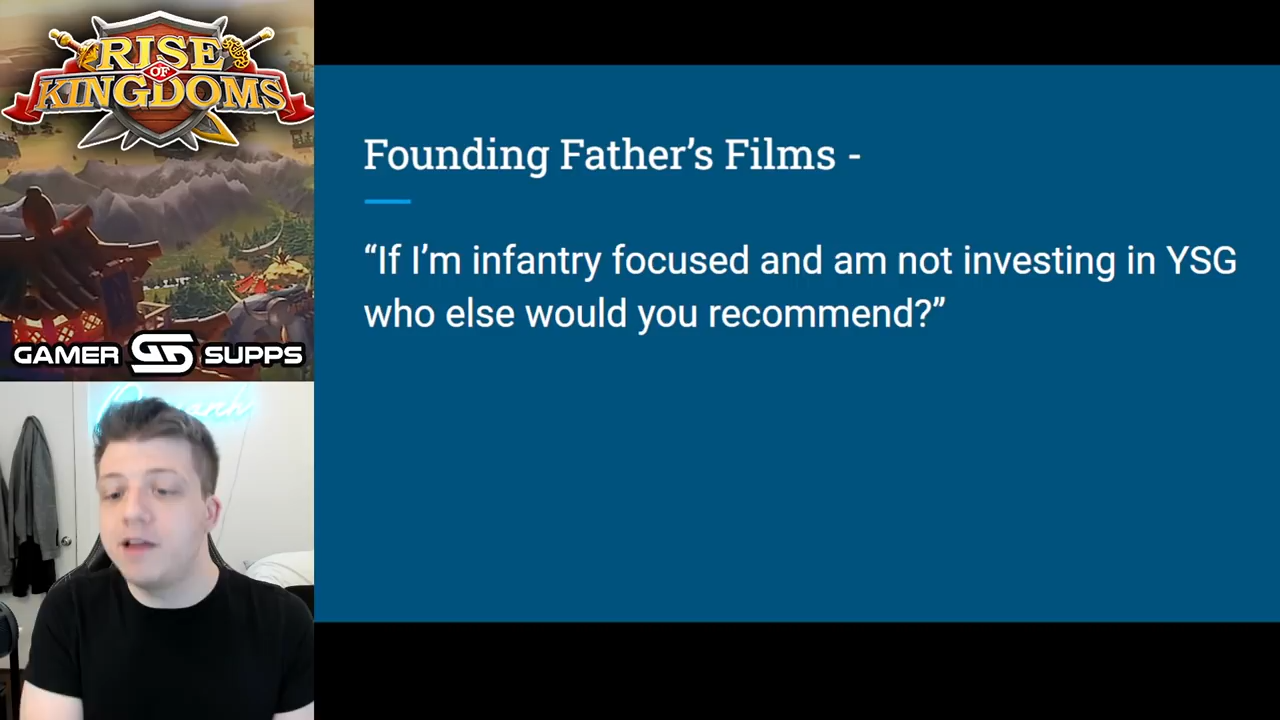 RISE
OF
KINGDOMS
GAMER GS SUPPS
Founding Father’s Films -
“If I’m infantry focused and am not investing in YSG
who else would you recommend?”